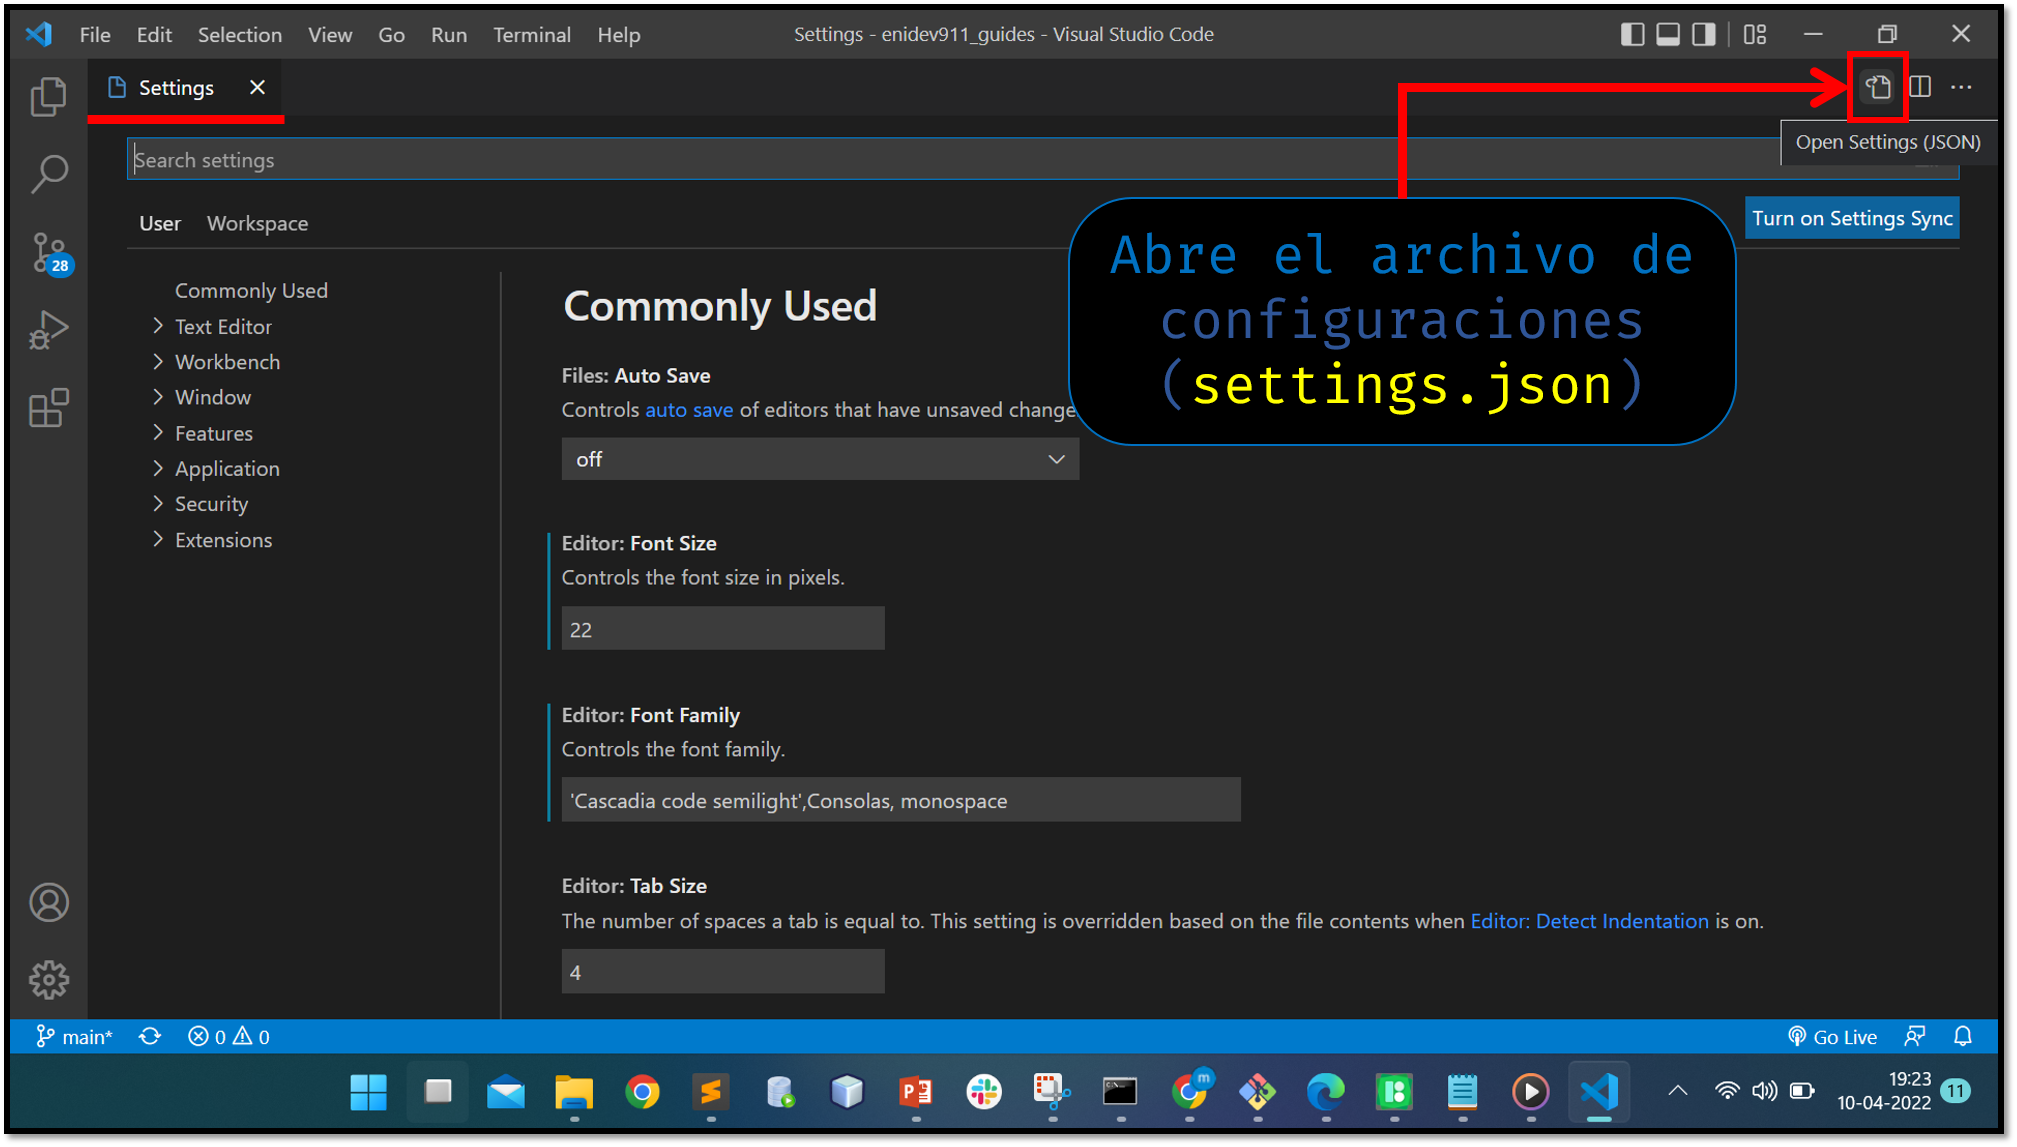 File Edit Selection View Go Run Terminal Help
Settings - enidev911_guides - Visual Studio Code
Settings
Open Settings (JSON)
Search settings
User Workspace
Turn on Settings Sync
28
Abre el archivo de
configuraciones
(settings.json)
Commonly Used
Text Editor
Workbench
Window
Features
Application
Security
Extensions
Commonly Used
Files: Auto Save
Controls auto save of editors that have unsaved change
off
Editor: Font Size
Controls the font size in pixels.
22
Editor: Font Family
Controls the font family.
'Cascadia code semilight',Consolas, monospace
Editor: Tab Size
The number of spaces a tab is equal to. This setting is overridden based on the file contents when Editor: Detect Indentation is on.
4
main* 0 0
Go Live
m
19:23
10-04-2022
11